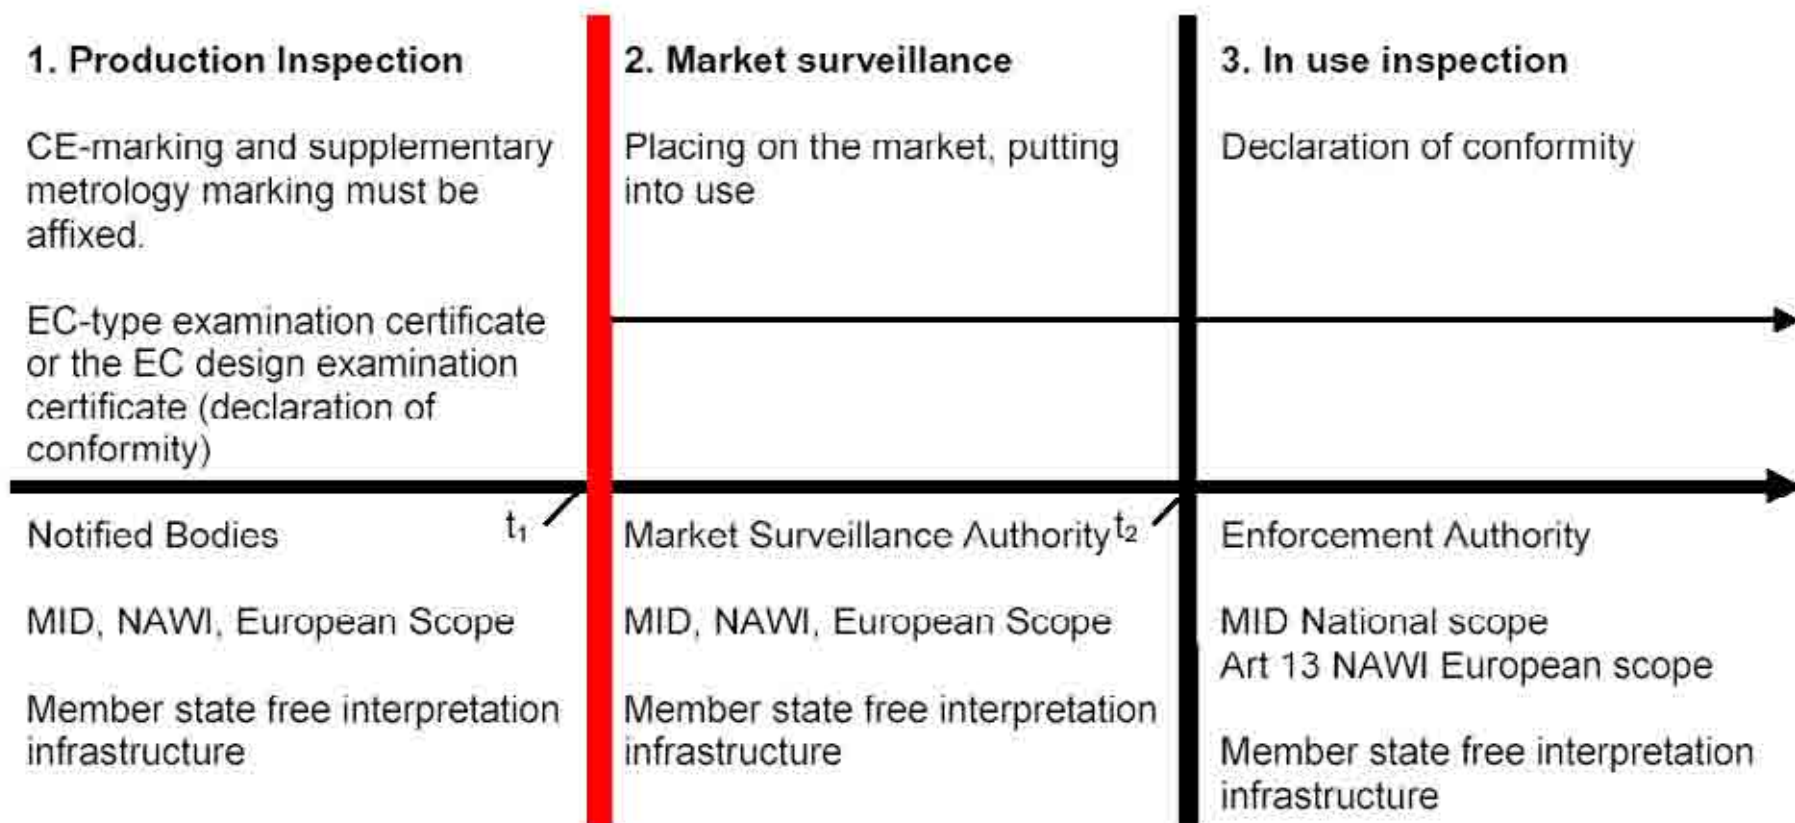 1. Production Inspection
CE-marking and supplementary
metrology marking must be
affixed.
EC-type examination certificate
or the EC design examination
certificate (declaration of
conformity)
2. Market surveillance
Placing on the market, putting
into use
3. In use inspection
Declaration of conformity
Notified Bodies
t₁
MID, NAWI, European Scope
Member state free interpretation
infrastructure
Market Surveillance Authority
t₂
MID, NAWI, European Scope
Member state free interpretation
infrastructure
Enforcement Authority
MID National scope
Art 13 NAWI European scope
Member state free interpretation
infrastructure